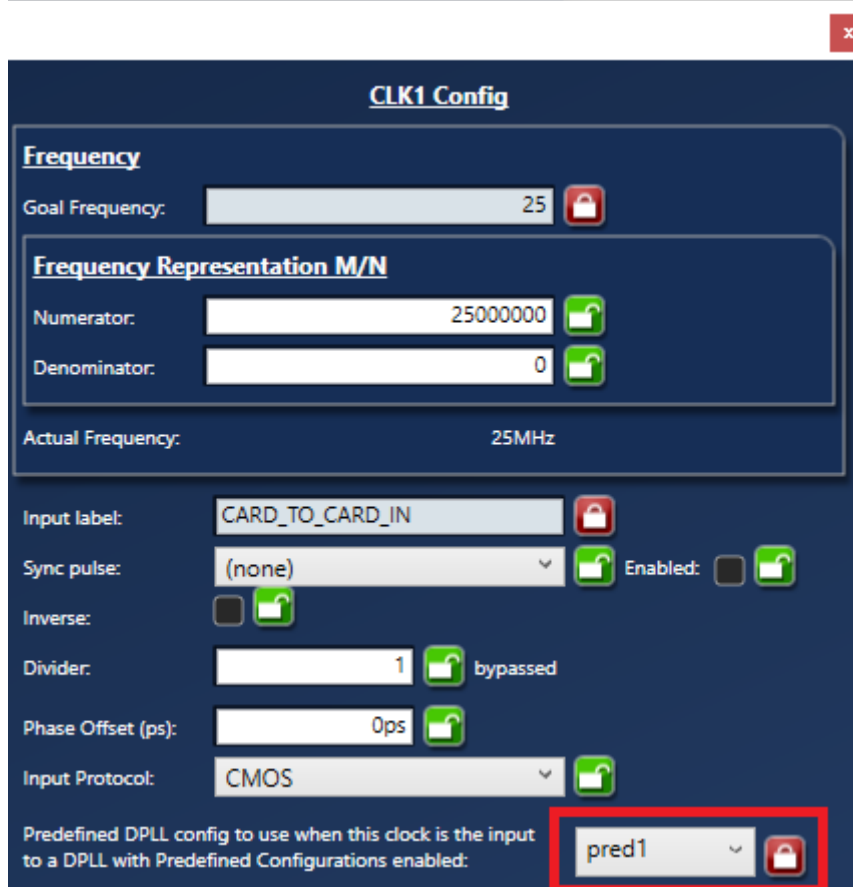 x
CLK1 Config
Frequency
Goal Frequency: 25
Frequency Representation M/N
Numerator: 25000000
Denominator: 0
Actual Frequency: 25MHz
Input label: CARD_TO_CARD_IN
Sync pulse: (none) Enabled:
Inverse:
Divider: 1 bypassed
Phase Offset (ps): 0ps
Input Protocol: CMOS
Predefined DPLL config to use when this clock is the input
to a DPLL with Predefined Configurations enabled: pred1